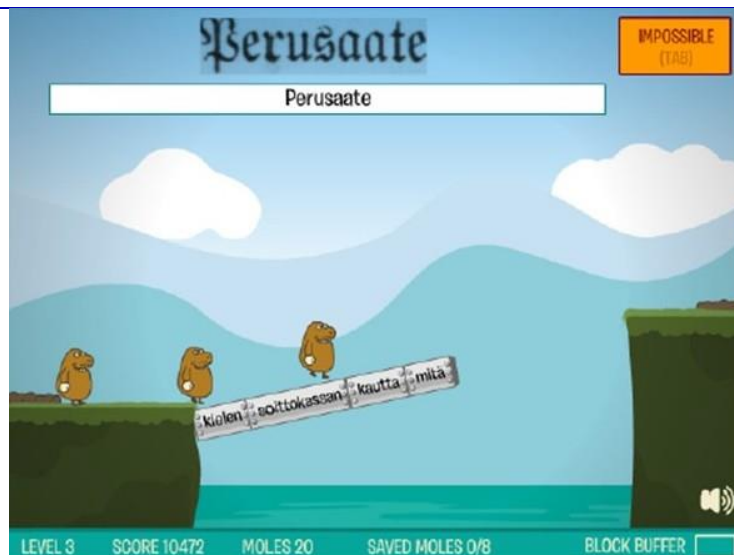 Perusaate
IMPOSSIBLE
(TAB)
Perusaate
kielen soittokassan kautta mitä
LEVEL 3 SCORE 10472 MOLES 20 SAVED MOLES 0/8 BLOCK BUFFER